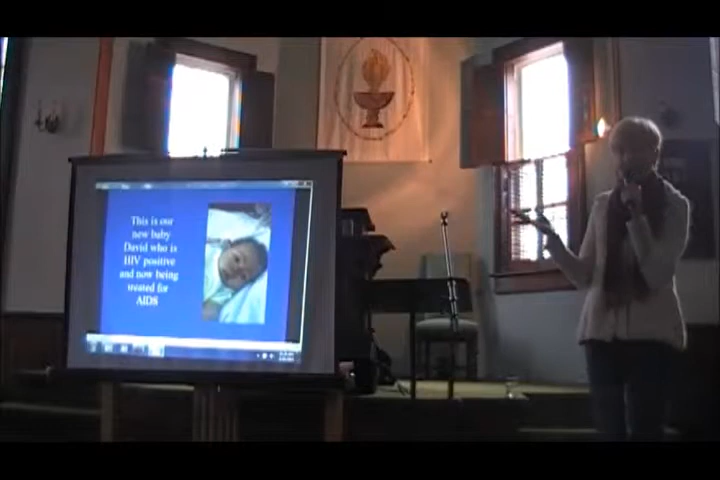 This is our
new baby
David who is
HIV positive
and now being
treated for
AIDS